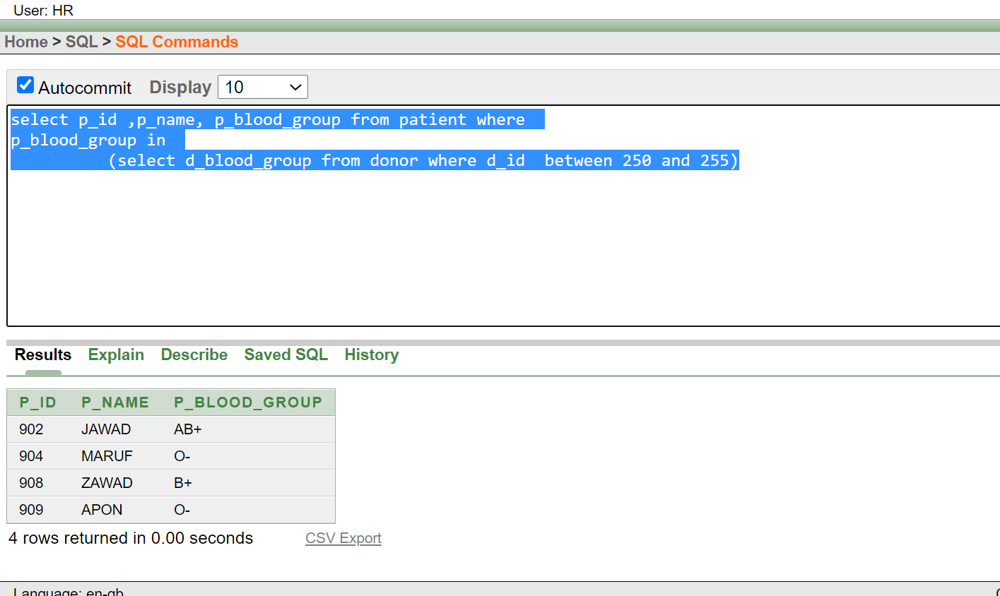 User: HR
Home > SQL > SQL Commands
Autocommit Display 10
select p_id ,p_name, p_blood_group from patient where
p_blood_group in
(select d_blood_group from donor where d_id  between 250 and 255)
Results Explain Describe Saved SQL History
P_ID P_NAME P_BLOOD_GROUP
902 JAWAD AB+
904 MARUF O-
908 ZAWAD B+
909 APON O-
4 rows returned in 0.00 seconds CSV Export
Language: en-gb